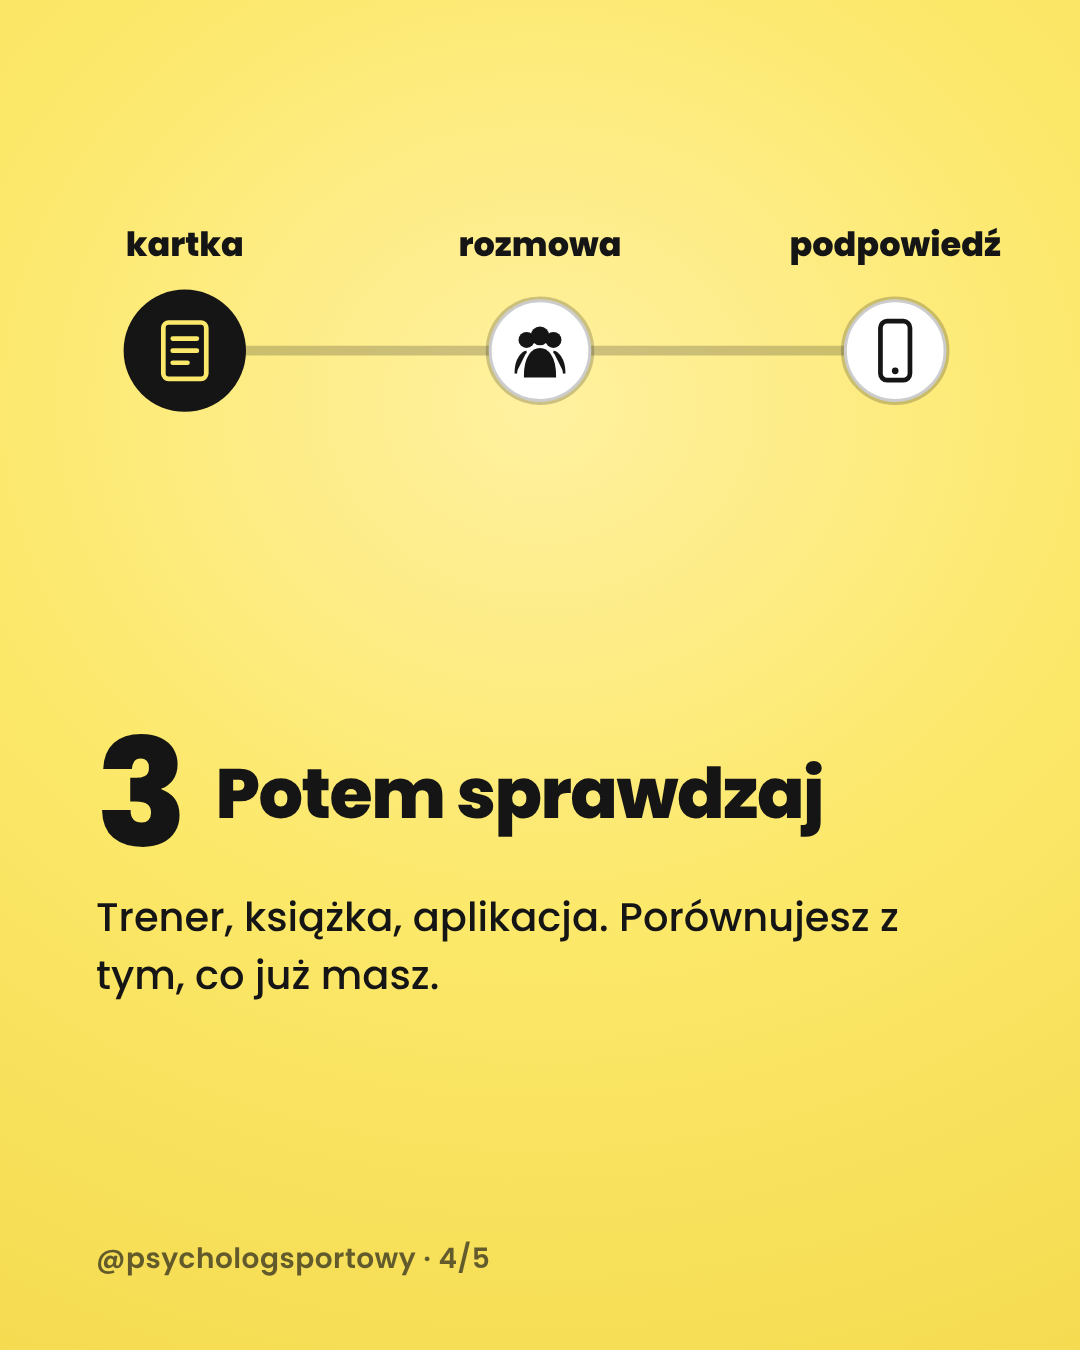 kartka
rozmowa
podpowiedź
3 Potem sprawdzaj
Trener, książka, aplikacja. Porównujesz z
tym, co już masz.
@psychologsportowy · 4/5